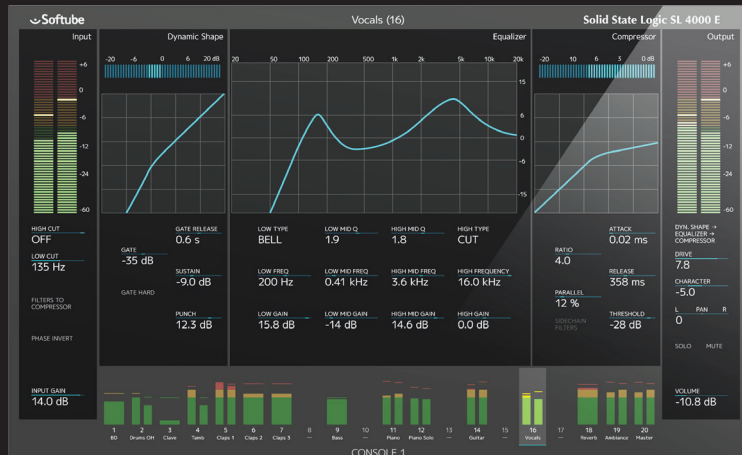 Softube
Vocals (16)
Solid State Logic SL 4000 E
Input
Dynamic Shape
Equalizer
Compressor
Output
+6
0
-6
-12
-24
-60
-20 -6 0 6 20 dB
20 50 100 200 500 1k 2k 5k 10k 20k
15
6
-6
-15
-20 6 3 0 dB
+6
0
-6
-12
-24
-60
HIGH CUT
OFF
LOW CUT
135 Hz
FILTERS TO
COMPRESSOR
PHASE INVERT
INPUT GAIN
14.0 dB
GATE RELEASE
0.6 s
GATE
-35 dB
SUSTAIN
-9.0 dB
GATE HARD
PUNCH
12.3 dB
LOW TYPE
BELL
LOW MID Q
1.9
HIGH MID Q
1.8
HIGH TYPE
CUT
LOW FREQ
200 Hz
LOW MID FREQ
0.41 kHz
HIGH MID FREQ
3.6 kHz
HIGH FREQUENCY
16.0 kHz
LOW GAIN
15.8 dB
LOW MID GAIN
-14 dB
HIGH MID GAIN
14.6 dB
HIGH GAIN
0.0 dB
ATTACK
0.02 ms
RATIO
4.0
RELEASE
358 ms
PARALLEL
12 %
SIDECHAIN
FILTERS
THRESHOLD
-28 dB
DYN. SHAPE →
EQUALIZER →
COMPRESSOR
DRIVE
7.8
CHARACTER
-5.0
L PAN R
0
SOLO MUTE
VOLUME
-10.8 dB
1 2 3 4 5 6 7 8 9 10 11 12 13 14 15 16 17 18 19 20
BD Drums OH Clave Tamb Claps 1 Claps 2 Claps 3 – Bass – Piano Piano Solo – Guitar – Vocals – Reverb Ambiance Master
CONSOLE 1